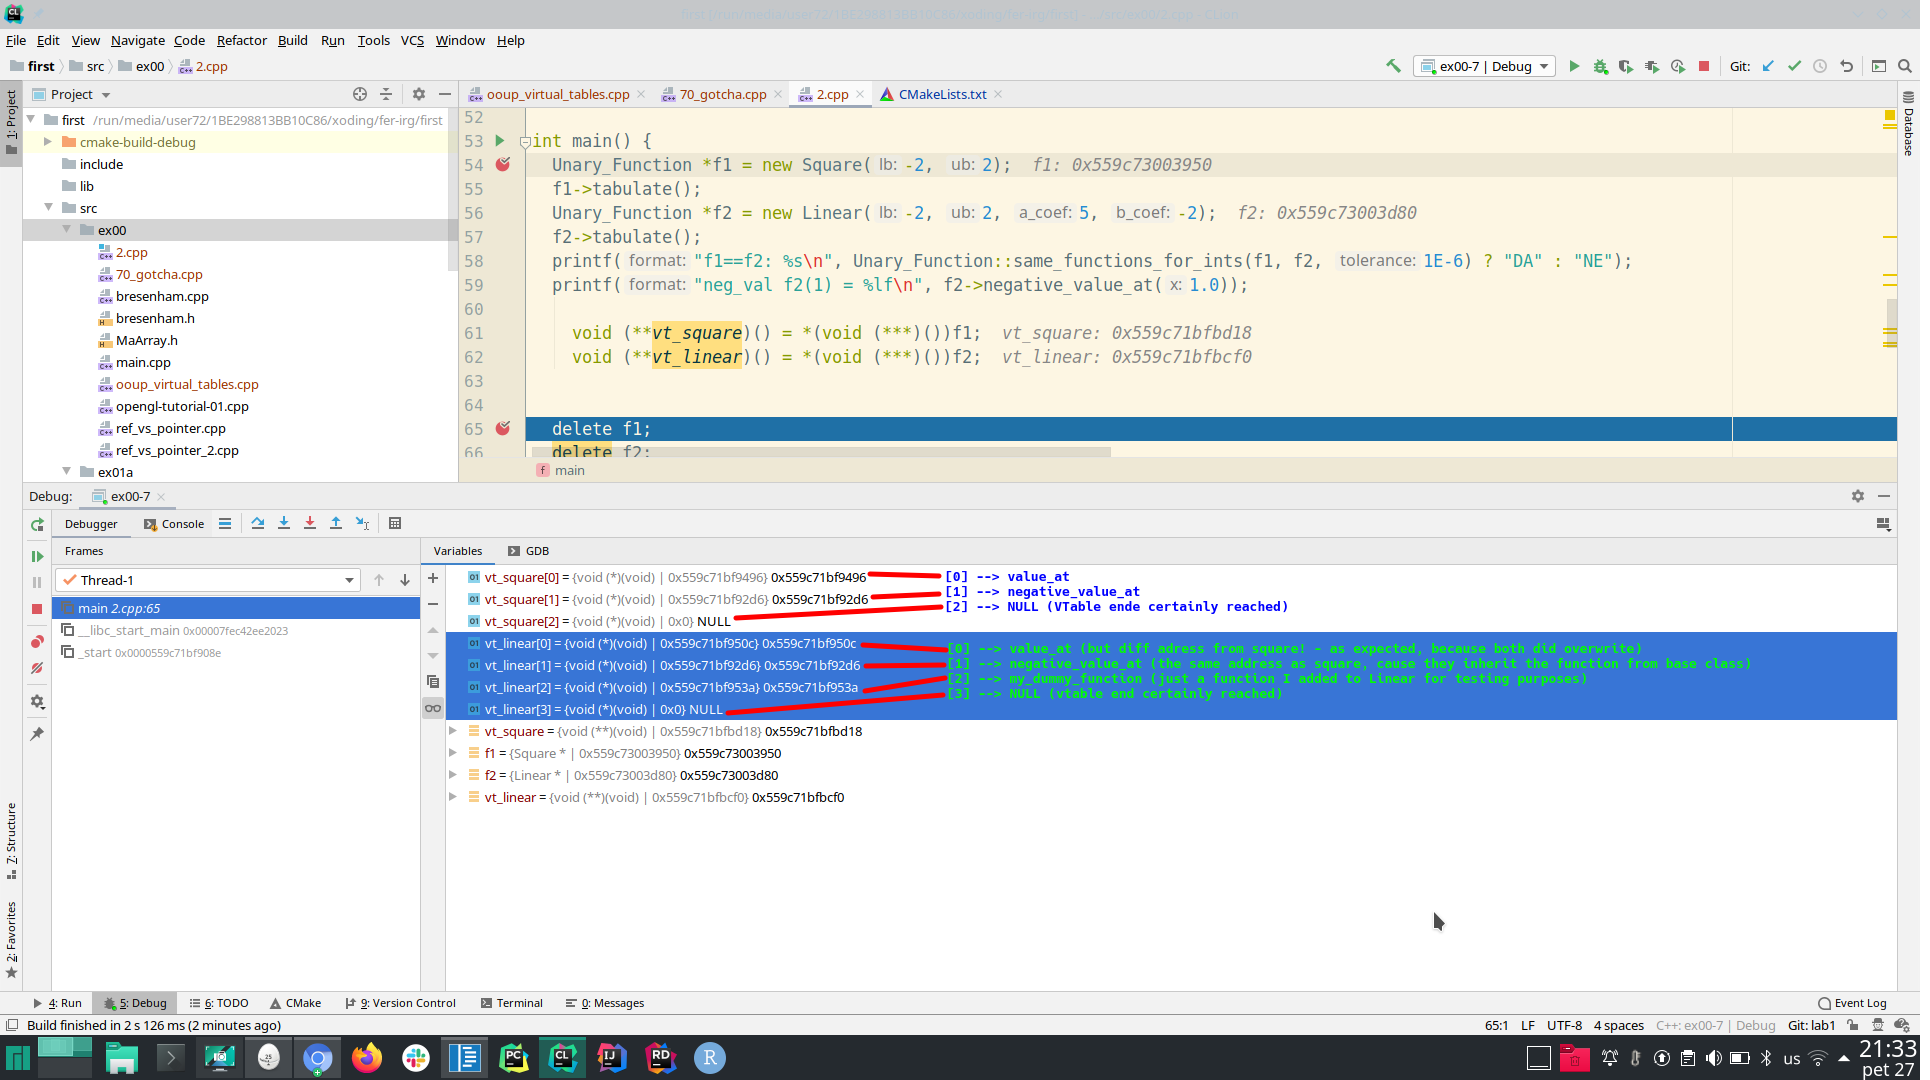 first [/run/media/user72/1BE298813BB10C86/xoding/fer-irg/first] - .../src/ex00/2.cpp - CLion
File Edit View Navigate Code Refactor Build Run Tools VCS Window Help
first src ex00 2.cpp
ex00-7 | Debug Git:
1: Project
Project
ooup_virtual_tables.cpp 70_gotcha.cpp 2.cpp CMakeLists.txt
Database
first /run/media/user72/1BE298813BB10C86/xoding/fer-irg/first
cmake-build-debug
include
lib
src
ex00
2.cpp
70_gotcha.cpp
bresenham.cpp
bresenham.h
MaArray.h
main.cpp
ooup_virtual_tables.cpp
opengl-tutorial-01.cpp
ref_vs_pointer.cpp
ref_vs_pointer_2.cpp
ex01a
52
53 int main() {
54 Unary_Function *f1 = new Square( lb: -2, ub: 2); f1: 0x559c73003950
55 f1->tabulate();
56 Unary_Function *f2 = new Linear( lb: -2, ub: 2, a_coef: 5, b_coef: -2); f2: 0x559c73003d80
57 f2->tabulate();
58 printf( format: "f1==f2: %s\n", Unary_Function::same_functions_for_ints(f1, f2, tolerance: 1E-6) ? "DA" : "NE");
59 printf( format: "neg_val f2(1) = %lf\n", f2->negative_value_at( x: 1.0));
60
61 void (**vt_square)() = *(void (***)())f1; vt_square: 0x559c71bfbd18
62 void (**vt_linear)() = *(void (***)())f2; vt_linear: 0x559c71bfbcf0
63
64
65 delete f1;
66 delete f2;
f main
Debug: ex00-7
Debugger Console
Frames
Thread-1
main 2.cpp:65
__libc_start_main 0x00007fec42ee2023
_start 0x0000559c71bf908e
Variables GDB
vt_square[0] = {void (*)(void) | 0x559c71bf9496} 0x559c71bf9496 [0] --> value_at
vt_square[1] = {void (*)(void) | 0x559c71bf92d6} 0x559c71bf92d6 [1] --> negative_value_at
vt_square[2] = {void (*)(void) | 0x0} NULL [2] --> NULL (VTable ende certainly reached)
vt_linear[0] = {void (*)(void) | 0x559c71bf950c} 0x559c71bf950c [0] --> value_at (but diff adress from square! - as expected, because both did overwrite)
vt_linear[1] = {void (*)(void) | 0x559c71bf92d6} 0x559c71bf92d6 [1] --> negative_value_at (the same address as square, cause they inherit the function from base class)
vt_linear[2] = {void (*)(void) | 0x559c71bf953a} 0x559c71bf953a [2] --> my_dummy_function (just a function I added to Linear for testing purposes)
vt_linear[3] = {void (*)(void) | 0x0} NULL [3] --> NULL (vtable end certainly reached)
vt_square = {void (**)(void) | 0x559c71bfbd18} 0x559c71bfbd18
f1 = {Square * | 0x559c73003950} 0x559c73003950
f2 = {Linear * | 0x559c73003d80} 0x559c73003d80
vt_linear = {void (**)(void) | 0x559c71bfbcf0} 0x559c71bfbcf0
7: Structure
2: Favorites
4: Run 5: Debug 6: TODO CMake 9: Version Control Terminal 0: Messages Event Log
Build finished in 2 s 126 ms (2 minutes ago) 65:1 LF UTF-8 4 spaces C++: ex00-7 | Debug Git: lab1
25 PC CL IJ RD R us 21:33
pet 27